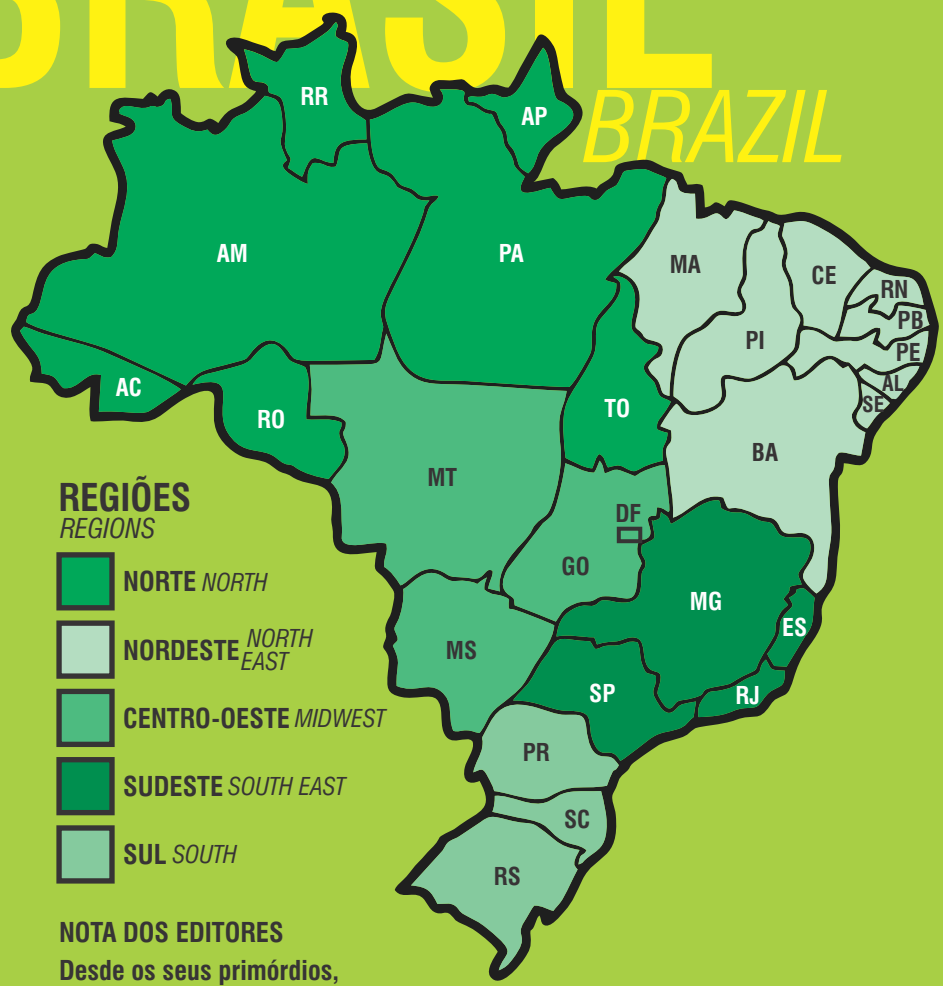 BRASIL
BRAZIL
RR
AP
AM
PA
MA
CE
RN
PB
PI
PE
AL
SE
AC
RO
TO
BA
MT
DF
GO
MG
ES
MS
SP
RJ
PR
SC
RS
REGIÕES
REGIONS
NORTE NORTH
NORDESTE NORTH
EAST
CENTRO-OESTE MIDWEST
SUDESTE SOUTH EAST
SUL SOUTH
NOTA DOS EDITORES
Desde os seus primórdios,